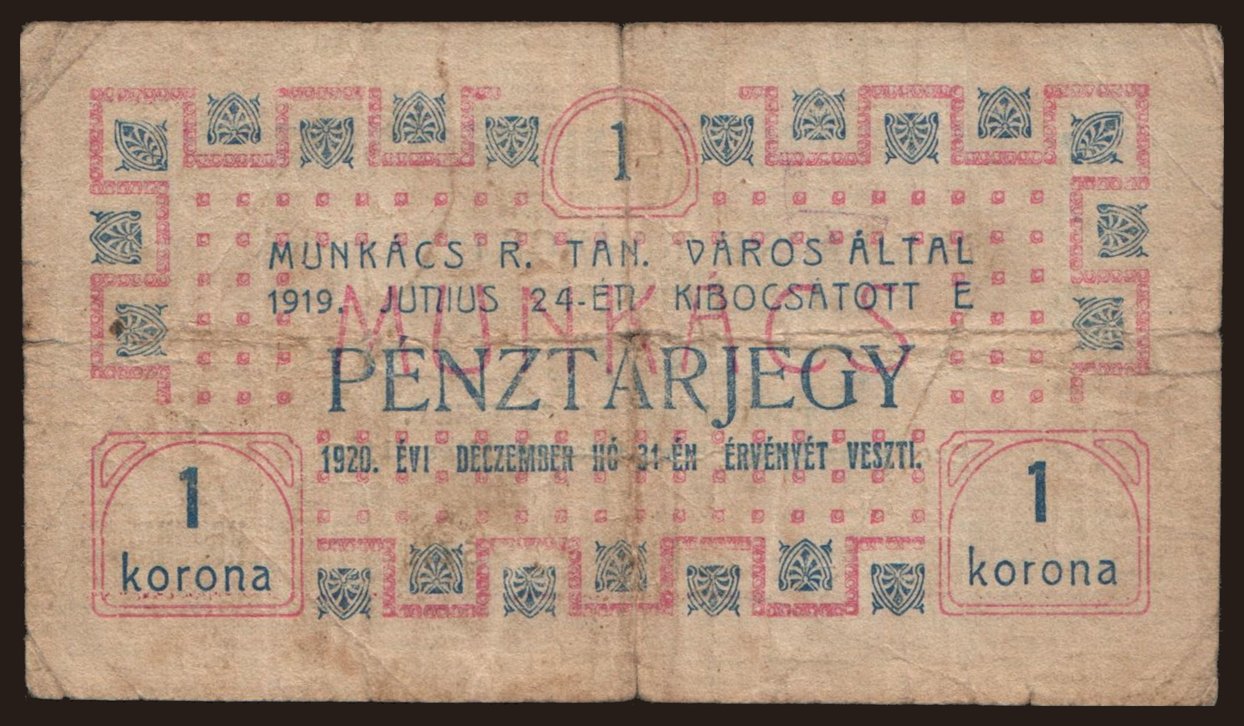 1
MUNKÁCS R. TAN. VÁROS ÁLTAL
1919. JUNIUS 24-ÉN KIBOCSÁTOTT E
MUNKÁCS
PÉNZTÁRJEGY
1920. ÉVI DECZEMBER HÓ 31-ÉN ÉRVÉNYÉT VESZTI.
1
korona
1
korona